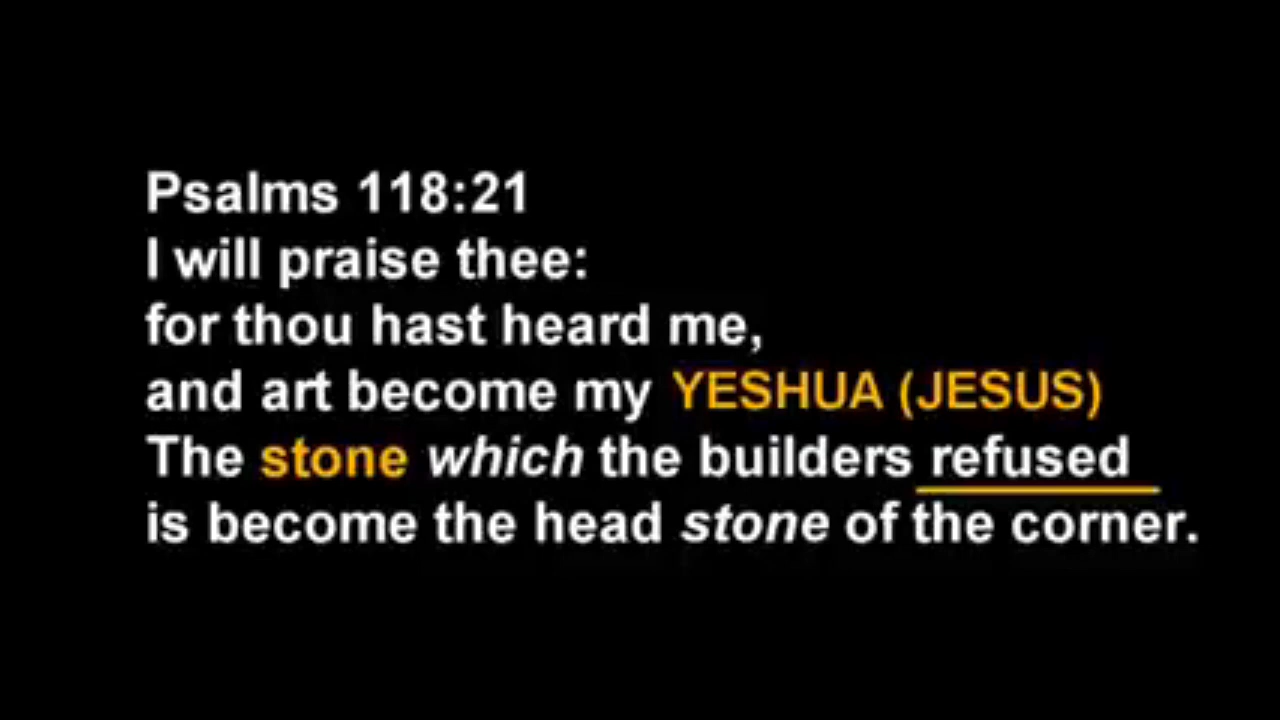 Psalms 118:21
I will praise thee:
for thou hast heard me,
and art become my YESHUA (JESUS)
The stone which the builders refused
is become the head stone of the corner.